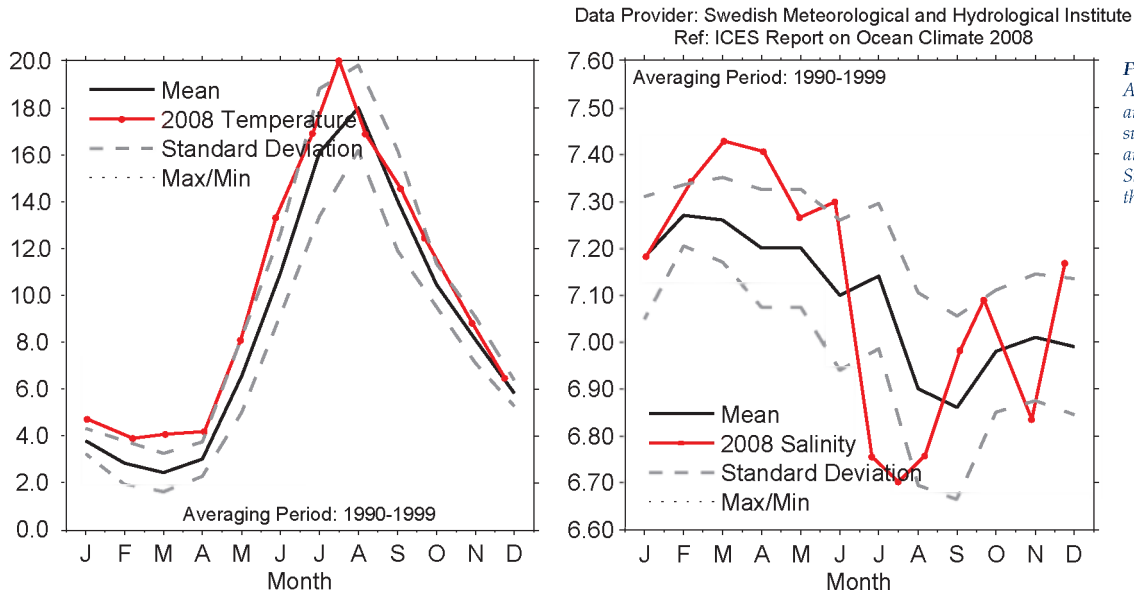 Data Provider: Swedish Meteorological and Hydrological Institute
Ref: ICES Report on Ocean Climate 2008
20.0
18.0
16.0
14.0
12.0
10.0
8.0
6.0
4.0
2.0
0.0
Mean
2008 Temperature
Standard Deviation
Max/Min
Averaging Period: 1990-1999
J F M A M J J A S O N D
Month
7.60
7.50
7.40
7.30
7.20
7.10
7.00
6.90
6.80
6.70
6.60
Averaging Period: 1990-1999
Mean
2008 Salinity
Standard Deviation
Max/Min
J F M A M J J A S O N D
Month